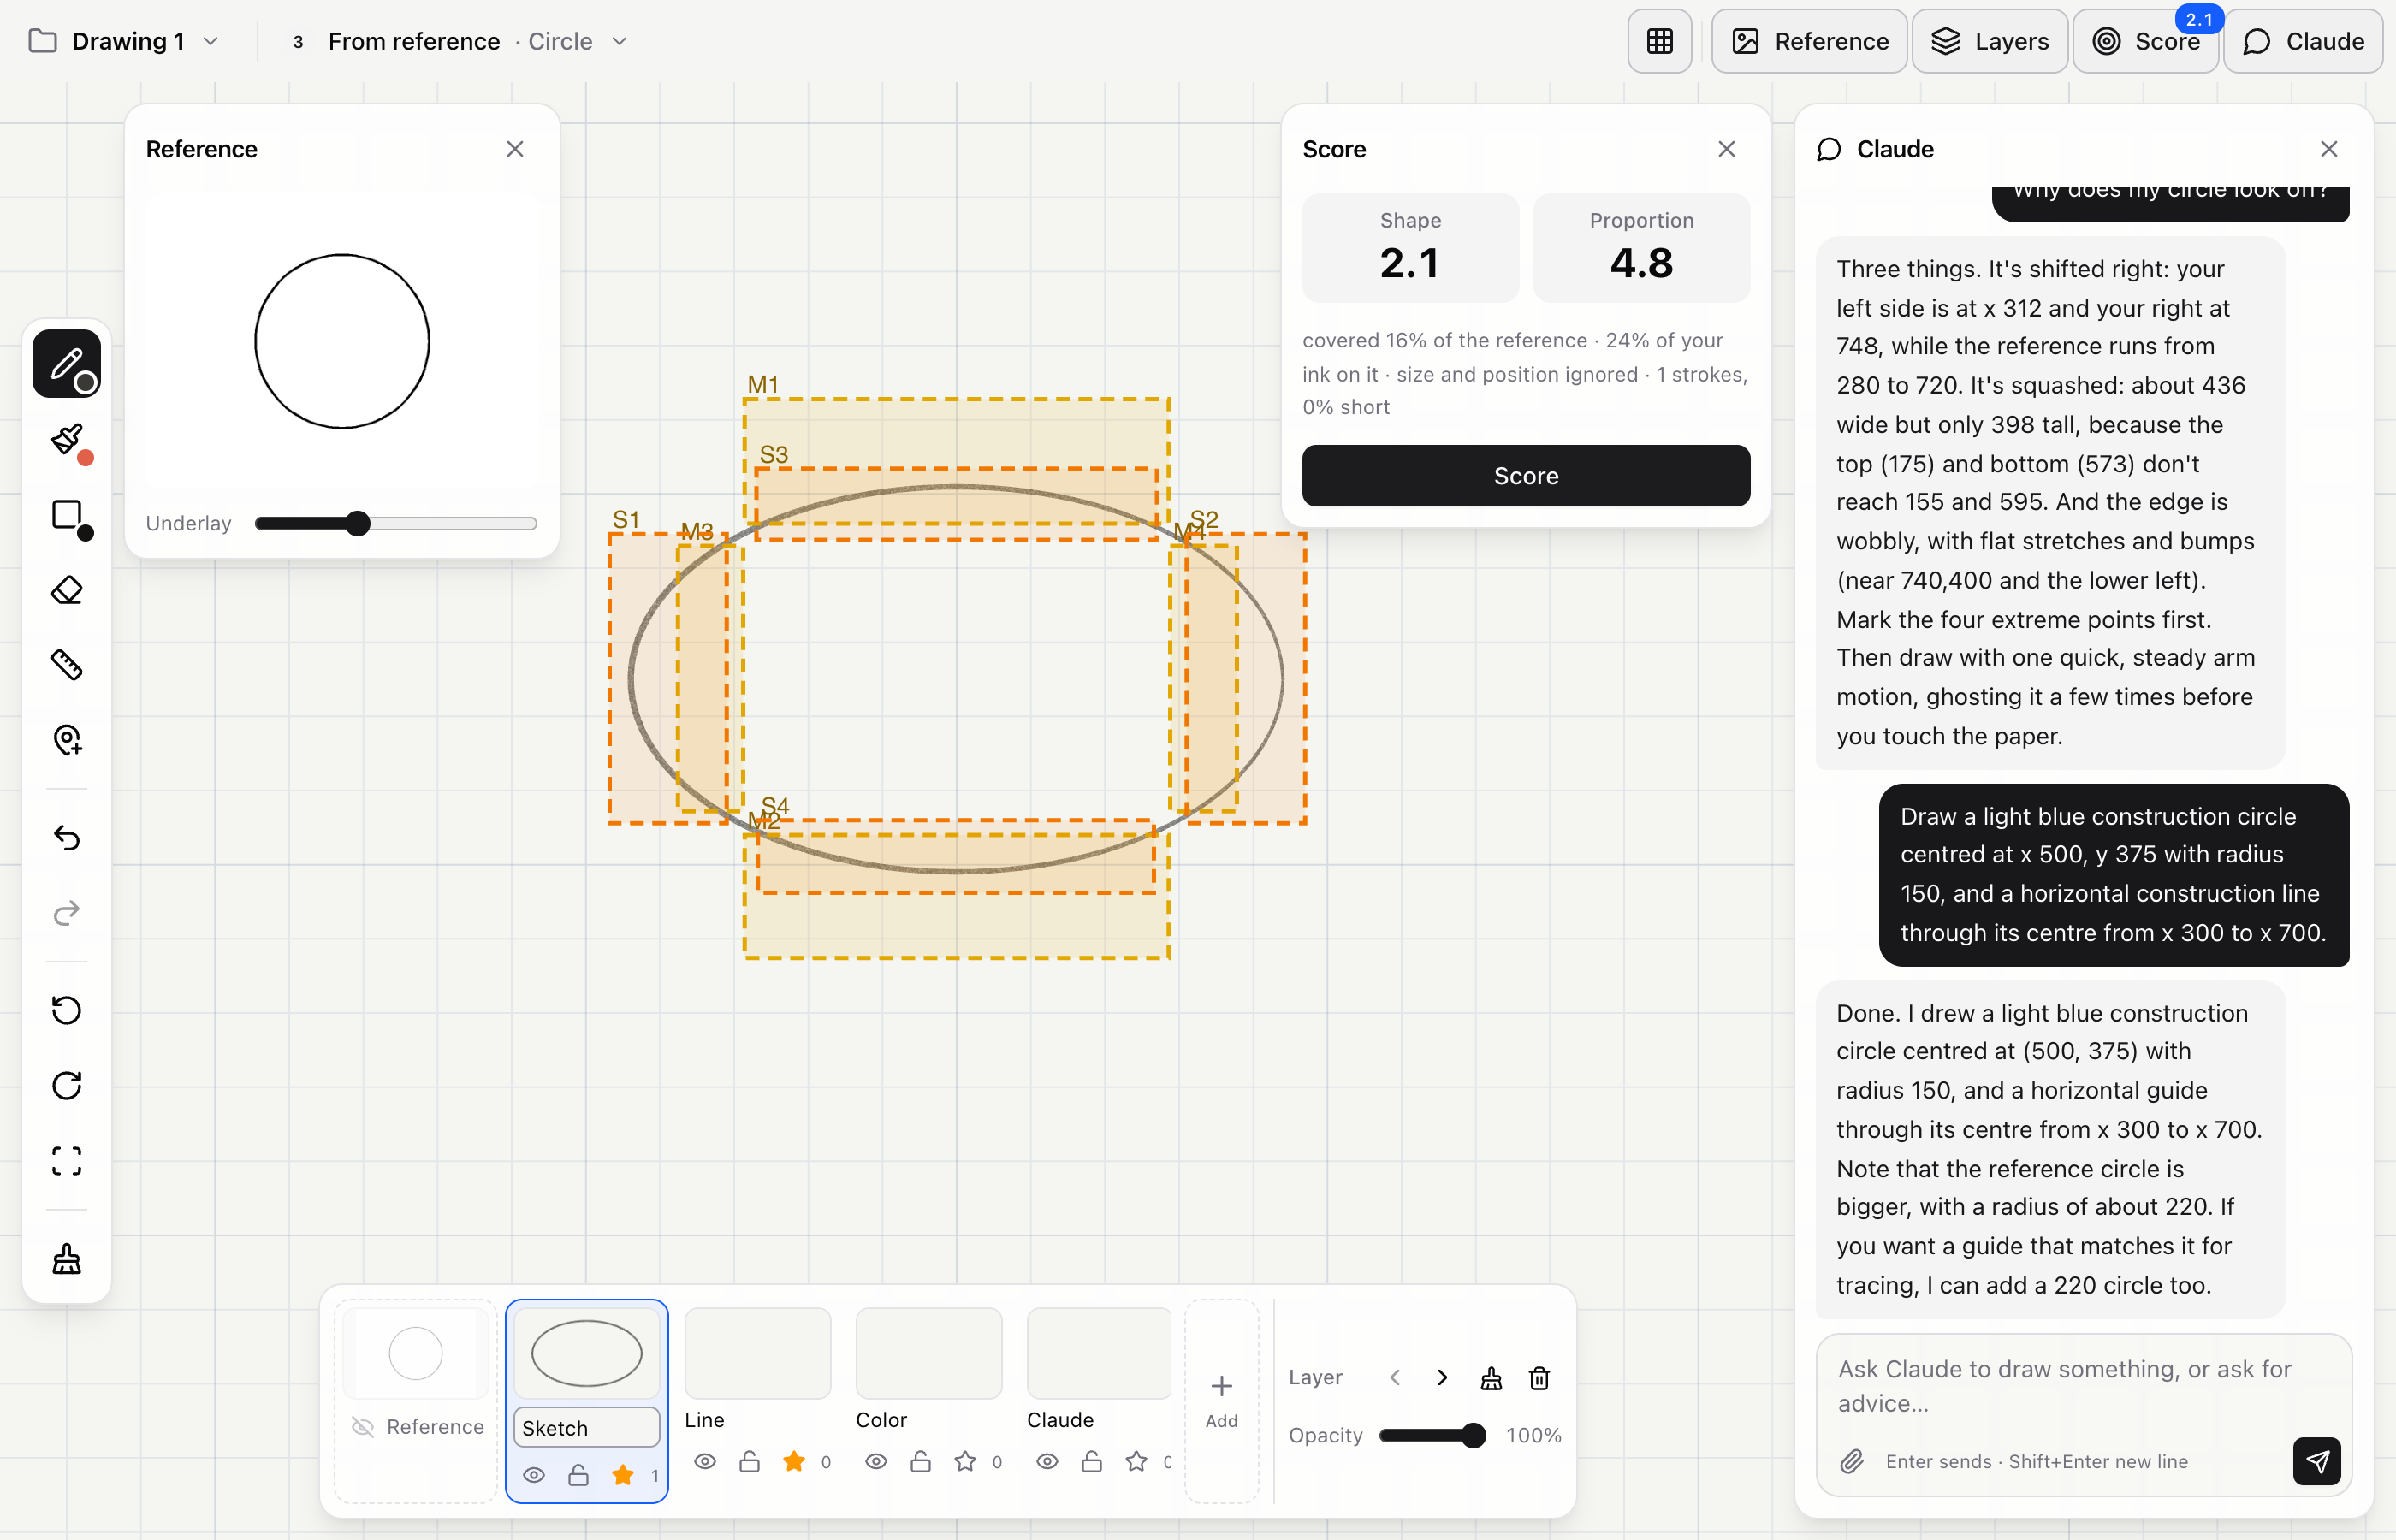 Drawing 1
3 From reference · Circle
Reference
Layers
Score
2.1
Claude
Reference
Underlay
Score
Shape
2.1
Proportion
4.8
covered 16% of the reference · 24% of your
ink on it · size and position ignored · 1 strokes,
0% short
Score
M1
S3
S1
M3
S2
M4
S4
M2
Claude
Why does my circle look off?
Three things. It's shifted right: your
left side is at x 312 and your right at
748, while the reference runs from
280 to 720. It's squashed: about 436
wide but only 398 tall, because the
top (175) and bottom (573) don't
reach 155 and 595. And the edge is
wobbly, with flat stretches and bumps
(near 740,400 and the lower left).
Mark the four extreme points first.
Then draw with one quick, steady arm
motion, ghosting it a few times before
you touch the paper.
Draw a light blue construction circle
centred at x 500, y 375 with radius
150, and a horizontal construction line
through its centre from x 300 to x 700.
Done. I drew a light blue construction
circle centred at (500, 375) with
radius 150, and a horizontal guide
through its centre from x 300 to x 700.
Note that the reference circle is
bigger, with a radius of about 220. If
you want a guide that matches it for
tracing, I can add a 220 circle too.
Ask Claude to draw something, or ask for
advice...
Enter sends · Shift+Enter new line
Reference
Sketch
1
Line
0
Color
0
Claude
0
Add
Layer
Opacity
100%